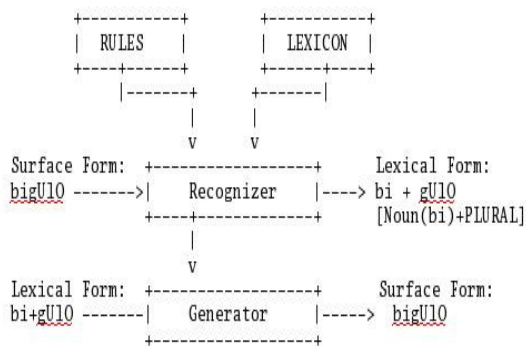 RULES LEXICON
Surface Form: Lexical Form:
bigUlO Recognizer bi + gUlO
[Noun(bi)+PLURAL]
Lexical Form: Surface Form:
bi+gUlO Generator bigUlO